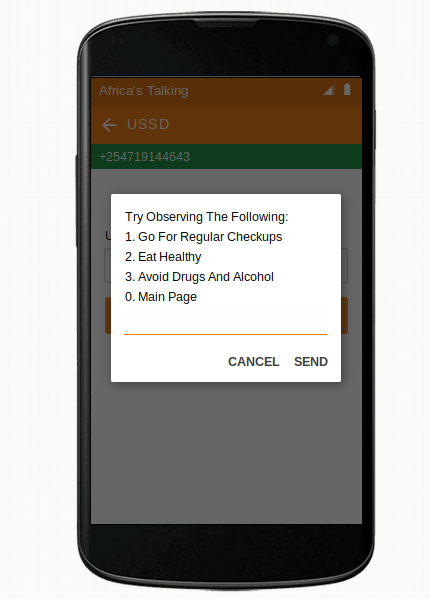 Africa's Talking
USSD
+254719144643
Try Observing The Following:
1. Go For Regular Checkups
2. Eat Healthy
3. Avoid Drugs And Alcohol
0. Main Page
CANCEL SEND